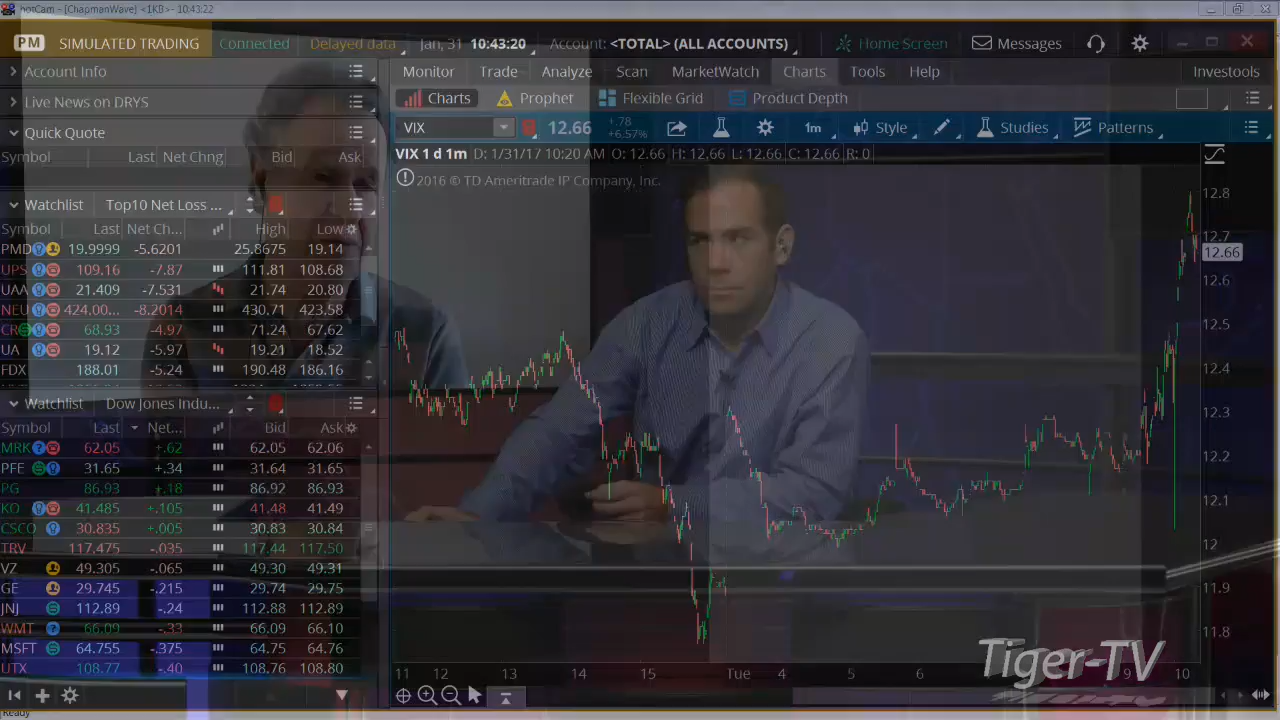 hotCam - [ChapmanWave] <1KB> - 10:43:22
PM SIMULATED TRADING Connected Delayed data Jan, 31 10:43:20 Account: <TOTAL> (ALL ACCOUNTS) Home Screen Messages
Account Info
Monitor Trade Analyze Scan MarketWatch Charts Tools Help Investools
Live News on DRYS
Charts Prophet Flexible Grid Product Depth
Quick Quote
VIX 12.66 +.78 +6.57% 1m Style Studies Patterns
Symbol Last Net Chng Bid Ask
VIX 1 d 1m D: 1/31/17 10:20 AM O: 12.66 H: 12.66 L: 12.66 C: 12.66 R: 0
2016 © TD Ameritrade IP Company, Inc.
Watchlist Top10 Net Loss ...
Symbol Last Net Ch... High Low
PMD 19.9999 -5.6201 25.8675 19.14
UPS 109.16 -7.87 111.81 108.68
UAA 21.409 -7.531 21.74 20.80
NEU 424.00... -8.2014 430.71 423.58
CR 68.93 -4.97 71.24 67.62
UA 19.12 -5.97 19.21 18.52
FDX 188.01 -5.24 190.48 186.16
Watchlist Dow Jones Indu...
Symbol Last Net... Bid Ask
MRK 62.05 +.62 62.05 62.06
PFE 31.65 +.34 31.64 31.65
PG 86.93 +.18 86.92 86.93
KO 41.485 +.105 41.48 41.49
CSCO 30.835 +.005 30.83 30.84
TRV 117.475 -.035 117.44 117.50
VZ 49.305 -.065 49.30 49.31
GE 29.745 -.215 29.74 29.75
JNJ 112.89 -.24 112.88 112.89
WMT 66.09 -.33 66.09 66.10
MSFT 64.755 -.375 64.75 64.76
UTX 108.77 -.40 108.76 108.80
12.8
12.7
12.66
12.6
12.5
12.4
12.3
12.2
12.1
12
11.9
11.8
11 12 13 14 15 Tue 4 5 6 7 8 9 10
Tiger-TV
Ready